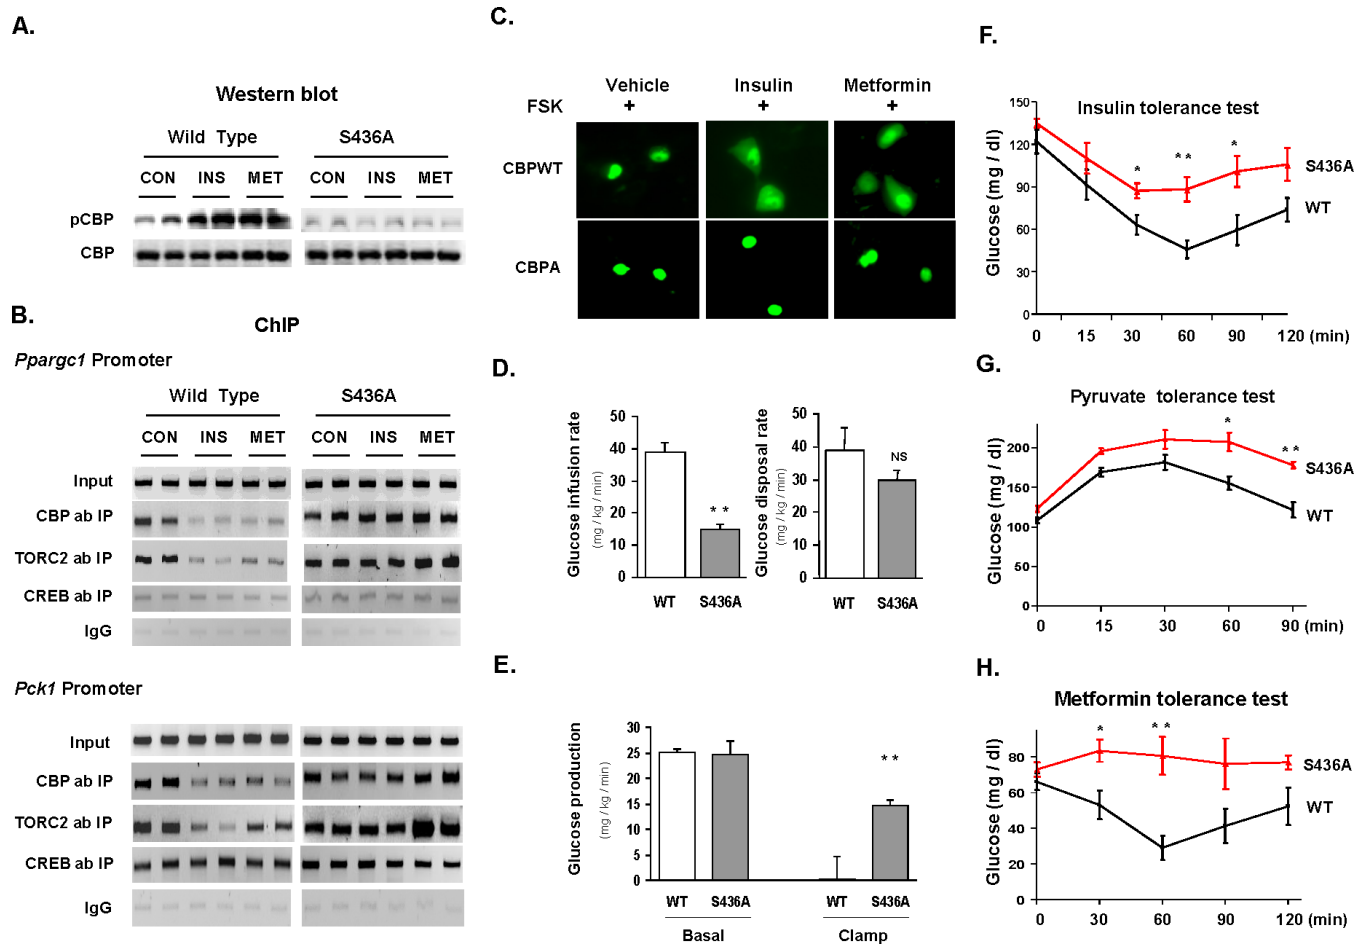 A.
Western blot
Wild Type S436A
CON INS MET CON INS MET
pCBP
CBP
B.
ChIP
Ppargc1 Promoter
Wild Type S436A
CON INS MET CON INS MET
Input
CBP ab IP
TORC2 ab IP
CREB ab IP
IgG
Pck1 Promoter
Input
CBP ab IP
TORC2 ab IP
CREB ab IP
IgG
C.
Vehicle Insulin Metformin
FSK + + +
CBPWT
CBPA
D.
Glucose infusion rate
(mg / kg / min)
50
40
30
20
10
0
* *
WT S436A
Glucose disposal rate
(mg / kg / min)
50
40
30
20
10
0
NS
WT S436A
E.
Glucose production
(mg / kg / min)
30
25
20
15
10
5
0
* *
WT S436A WT S436A
Basal Clamp
F.
Insulin tolerance test
Glucose (mg / dl)
150
120
90
60
30
0
* * * *
S436A
WT
0 15 30 60 90 120 (min)
G.
Pyruvate tolerance test
Glucose (mg / dl)
200
150
100
50
0
* * *
S436A
WT
0 15 30 60 90 (min)
H.
Metformin tolerance test
Glucose (mg / dl)
80
60
40
20
0
* * *
S436A
WT
0 30 60 90 120 (min)